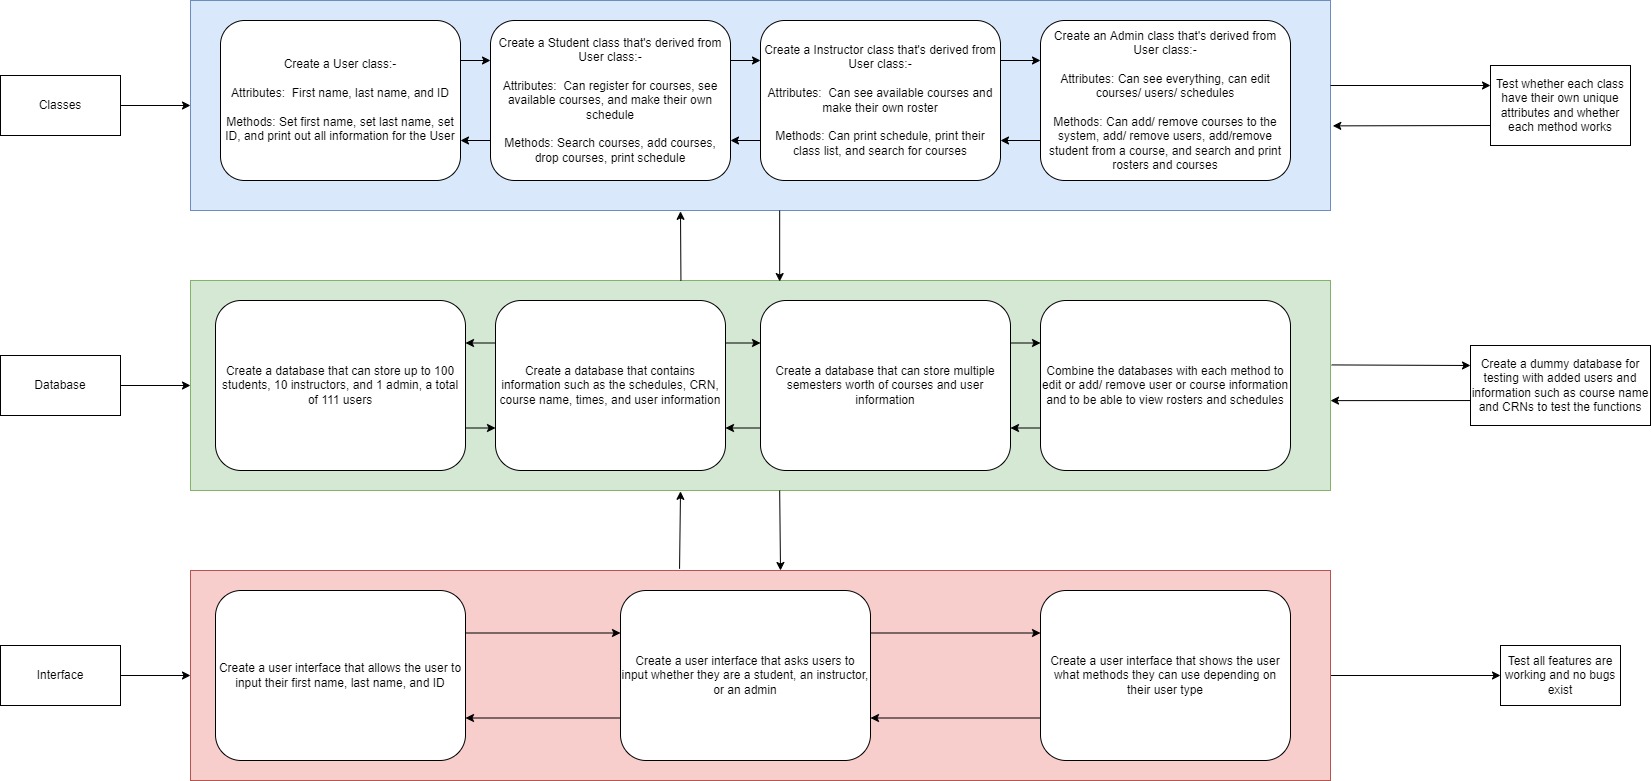 Classes
Create a User class:-
Attributes:  First name, last name, and ID
Methods: Set first name, set last name, set
ID, and print out all information for the User
Create a Student class that's derived from
User class:-
Attributes:  Can register for courses, see
available courses, and make their own
schedule
Methods: Search courses, add courses,
drop courses, print schedule
Create a Instructor class that's derived from
User class:-
Attributes:  Can see available courses and
make their own roster
Methods: Can print schedule, print their
class list, and search for courses
Create an Admin class that's derived from
User class:-
Attributes: Can see everything, can edit
courses/ users/ schedules
Methods: Can add/ remove courses to the
system, add/ remove users, add/remove
student from a course, and search and print
rosters and courses
Test whether each class
have their own unique
attributes and whether
each method works
Database
Create a database that can store up to 100
students, 10 instructors, and 1 admin, a total
of 111 users
Create a database that contains
information such as the schedules, CRN,
course name, times, and user information
Create a database that can store multiple
semesters worth of courses and user
information
Combine the databases with each method to
edit or add/ remove user or course information
and to be able to view rosters and schedules
Create a dummy database for
testing with added users and
information such as course name
and CRNs to test the functions
Interface
Create a user interface that allows the user to
input their first name, last name, and ID
Create a user interface that asks users to
input whether they are a student, an instructor,
or an admin
Create a user interface that shows the user
what methods they can use depending on
their user type
Test all features are
working and no bugs
exist